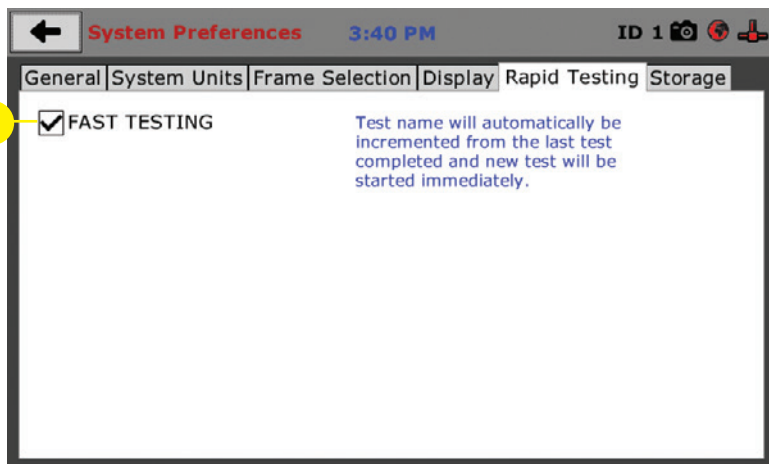 System Preferences 3:40 PM ID 1
General System Units Frame Selection Display Rapid Testing Storage
FAST TESTING
Test name will automatically be
incremented from the last test
completed and new test will be
started immediately.